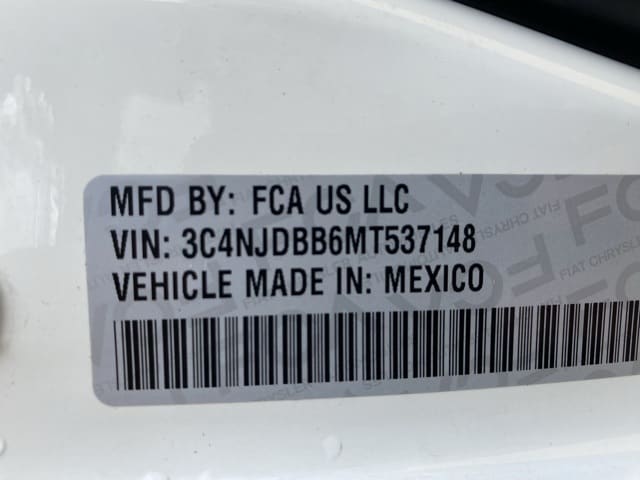 MFD BY: FCA US LLC
VIN: 3C4NJDBB6MT537148
VEHICLE MADE IN: MEXICO